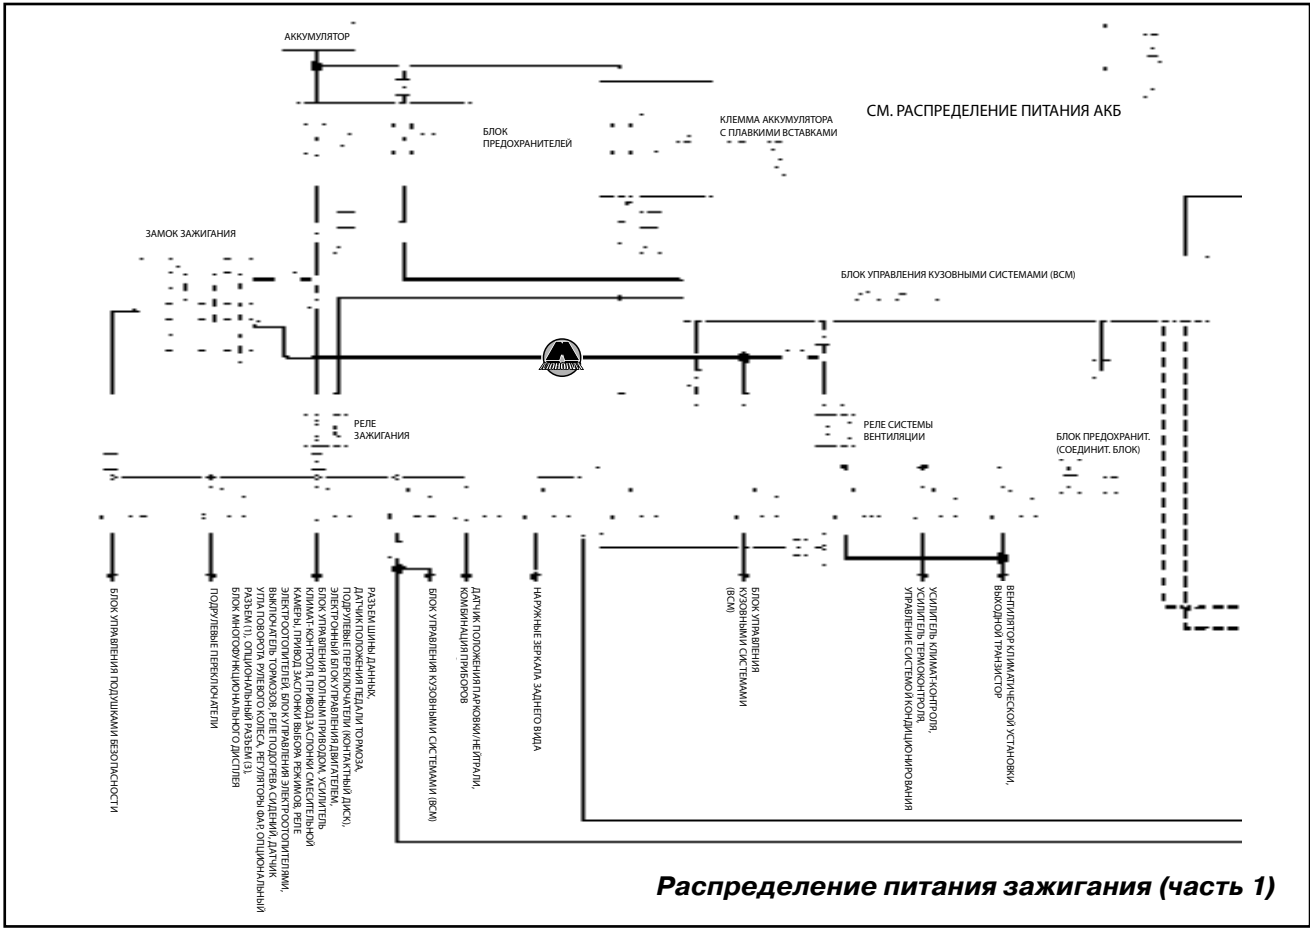 АККУМУЛЯТОР
СМ. РАСПРЕДЕЛЕНИЕ ПИТАНИЯ АКБ
КЛЕММА АККУМУЛЯТОРА
С ПЛАВКИМИ ВСТАВКАМИ
БЛОК
ПРЕДОХРАНИТЕЛЕЙ
ЗАМОК ЗАЖИГАНИЯ
БЛОК УПРАВЛЕНИЯ КУЗОВНЫМИ СИСТЕМАМИ (BCM)
РЕЛЕ
ЗАЖИГАНИЯ
РЕЛЕ СИСТЕМЫ
ВЕНТИЛЯЦИИ
БЛОК ПРЕДОХРАНИТ.
(СОЕДИНИТ. БЛОК)
БЛОК УПРАВЛЕНИЯ ПОДУШКАМИ БЕЗОПАСНОСТИ
ПОДРУЛЕВЫЕ ПЕРЕКЛЮЧАТЕЛИ
РАЗЪЕМ ШИНЫ ДАННЫХ,
ДАТЧИК ПОЛОЖЕНИЯ ПЕДАЛИ ТОРМОЗА,
ПОДРУЛЕВЫЕ ПЕРЕКЛЮЧАТЕЛИ (КОНТАКТНЫЙ ДИСК),
ЭЛЕКТРОННЫЙ БЛОК УПРАВЛЕНИЯ ДВИГАТЕЛЕМ,
БЛОК УПРАВЛЕНИЯ ПОЛНЫМ ПРИВОДОМ, УСИЛИТЕЛЬ
КЛИМАТ-КОНТРОЛЯ, ПРИВОД ЗАСЛОНКИ СМЕСИТЕЛЬНОЙ
КАМЕРЫ, ПРИВОД ЗАСЛОНКИ ВЫБОРА РЕЖИМОВ, РЕЛЕ
ЭЛЕКТРООТОПИТЕЛЕЙ, БЛОК УПРАВЛЕНИЯ ЭЛЕКТРООТОПИТЕЛЯМИ,
ВЫКЛЮЧАТЕЛЬ ТОРМОЗОВ, РЕЛЕ ПОДОГРЕВА СИДЕНИЙ, ДАТЧИК
УГЛА ПОВОРОТА РУЛЕВОГО КОЛЕСА, РЕГУЛЯТОРЫ ФАР, ОПЦИОНАЛЬНЫЙ
РАЗЪЕМ (1), ОПЦИОНАЛЬНЫЙ РАЗЪЕМ (3),
БЛОК МНОГОФУНКЦИОНАЛЬНОГО ДИСПЛЕЯ
БЛОК УПРАВЛЕНИЯ КУЗОВНЫМИ СИСТЕМАМИ (BCM)
ДАТЧИК ПОЛОЖЕНИЯ ПАРКОВКИ/НЕЙТРАЛИ,
КОМБИНАЦИЯ ПРИБОРОВ
НАРУЖНЫЕ ЗЕРКАЛА ЗАДНЕГО ВИДА
БЛОК УПРАВЛЕНИЯ
КУЗОВНЫМИ СИСТЕМАМИ
(BCM)
УСИЛИТЕЛЬ КЛИМАТ-КОНТРОЛЯ,
УСИЛИТЕЛЬ ТЕРМОКОНТРОЛЯ,
УПРАВЛЕНИЕ СИСТЕМОЙ КОНДИЦИОНИРОВАНИЯ
ВЕНТИЛЯТОР КЛИМАТИЧЕСКОЙ УСТАНОВКИ,
ВЫХОДНОЙ ТРАНЗИСТОР
Распределение питания зажигания (часть 1)